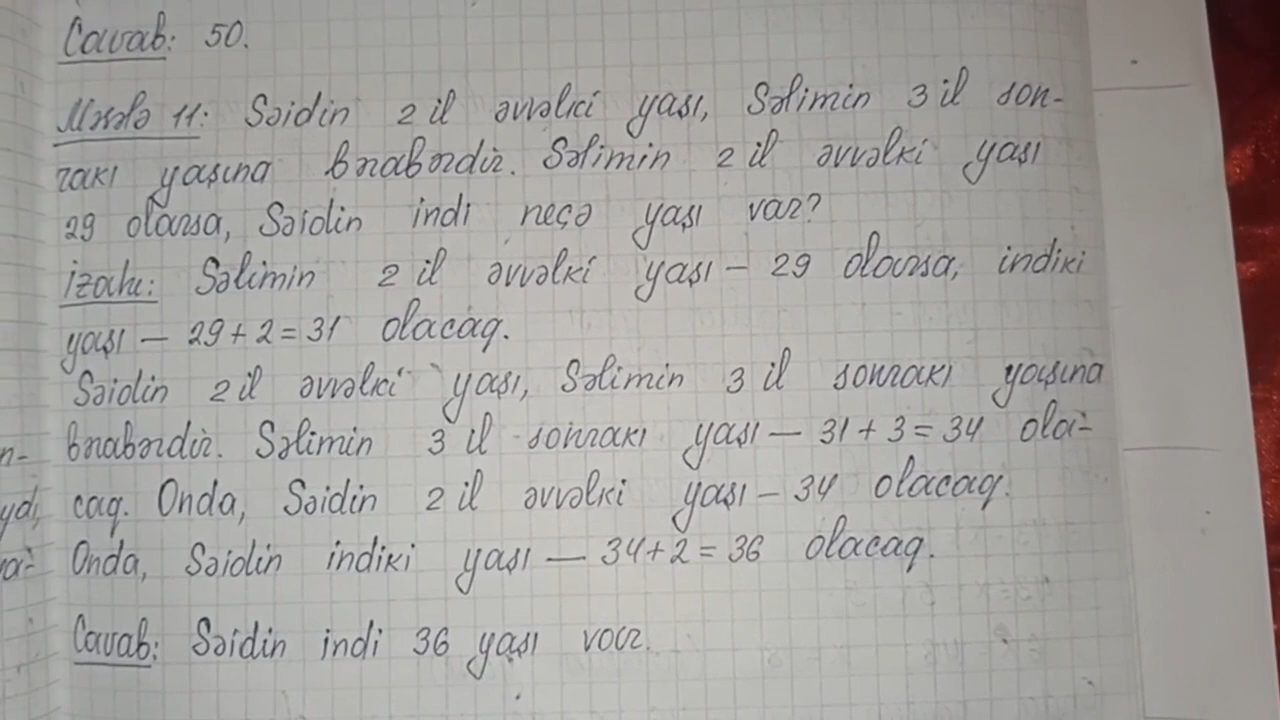 Cavab: 50.
Məsələ 11: Səidin 2 il əvvəlki yaşı, Səlimin 3 il son-
rakı yaşına bərabərdir. Səlimin 2 il əvvəlki yaşı
29 olarsa, Səidin indi neçə yaşı var?
İzahı: Səlimin 2 il əvvəlki yaşı – 29 olarsa, indiki
yaşı – 29 + 2 = 31 olacaq.
Səidin 2 il əvvəlki yaşı, Səlimin 3 il sonrakı yaşına
n- bərabərdir. Səlimin 3 il sonrakı yaşı – 31 + 3 = 34 ola-
ydı, caq. Onda, Səidin 2 il əvvəlki yaşı – 34 olacaq.
a- Onda, Səidin indiki yaşı – 34 + 2 = 36 olacaq.
Cavab: Səidin indi 36 yaşı var.